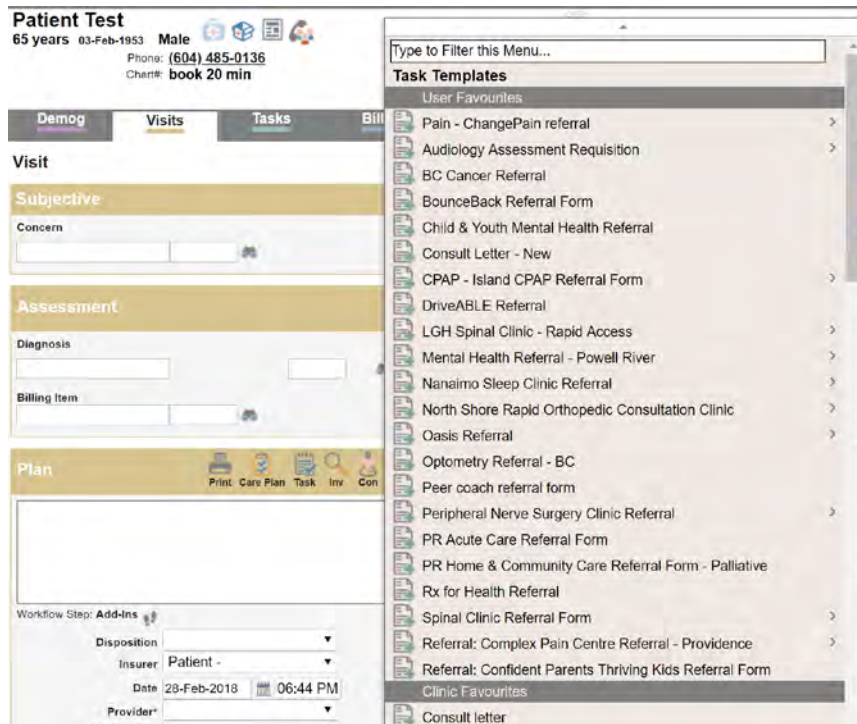 Patient Test
65 years 03-Feb-1953 Male
Phone: (604) 485-0136
Chart#: book 20 min
Demog Visits Tasks Bill
Visit
Subjective
Concern
Assessment
Diagnosis
Billing Item
Plan
Print Care Plan Task Inv Con
Workflow Step: Add-Ins
Disposition
Insurer Patient -
Date 28-Feb-2018 06:44 PM
Provider*
Type to Filter this Menu...
Task Templates
User Favourites
Pain - ChangePain referral
Audiology Assessment Requisition
BC Cancer Referral
BounceBack Referral Form
Child & Youth Mental Health Referral
Consult Letter - New
CPAP - Island CPAP Referral Form
DriveABLE Referral
LGH Spinal Clinic - Rapid Access
Mental Health Referral - Powell River
Nanaimo Sleep Clinic Referral
North Shore Rapid Orthopedic Consultation Clinic
Oasis Referral
Optometry Referral - BC
Peer coach referral form
Peripheral Nerve Surgery Clinic Referral
PR Acute Care Referral Form
PR Home & Community Care Referral Form - Palliative
Rx for Health Referral
Spinal Clinic Referral Form
Referral: Complex Pain Centre Referral - Providence
Referral: Confident Parents Thriving Kids Referral Form
Clinic Favourites
Consult letter